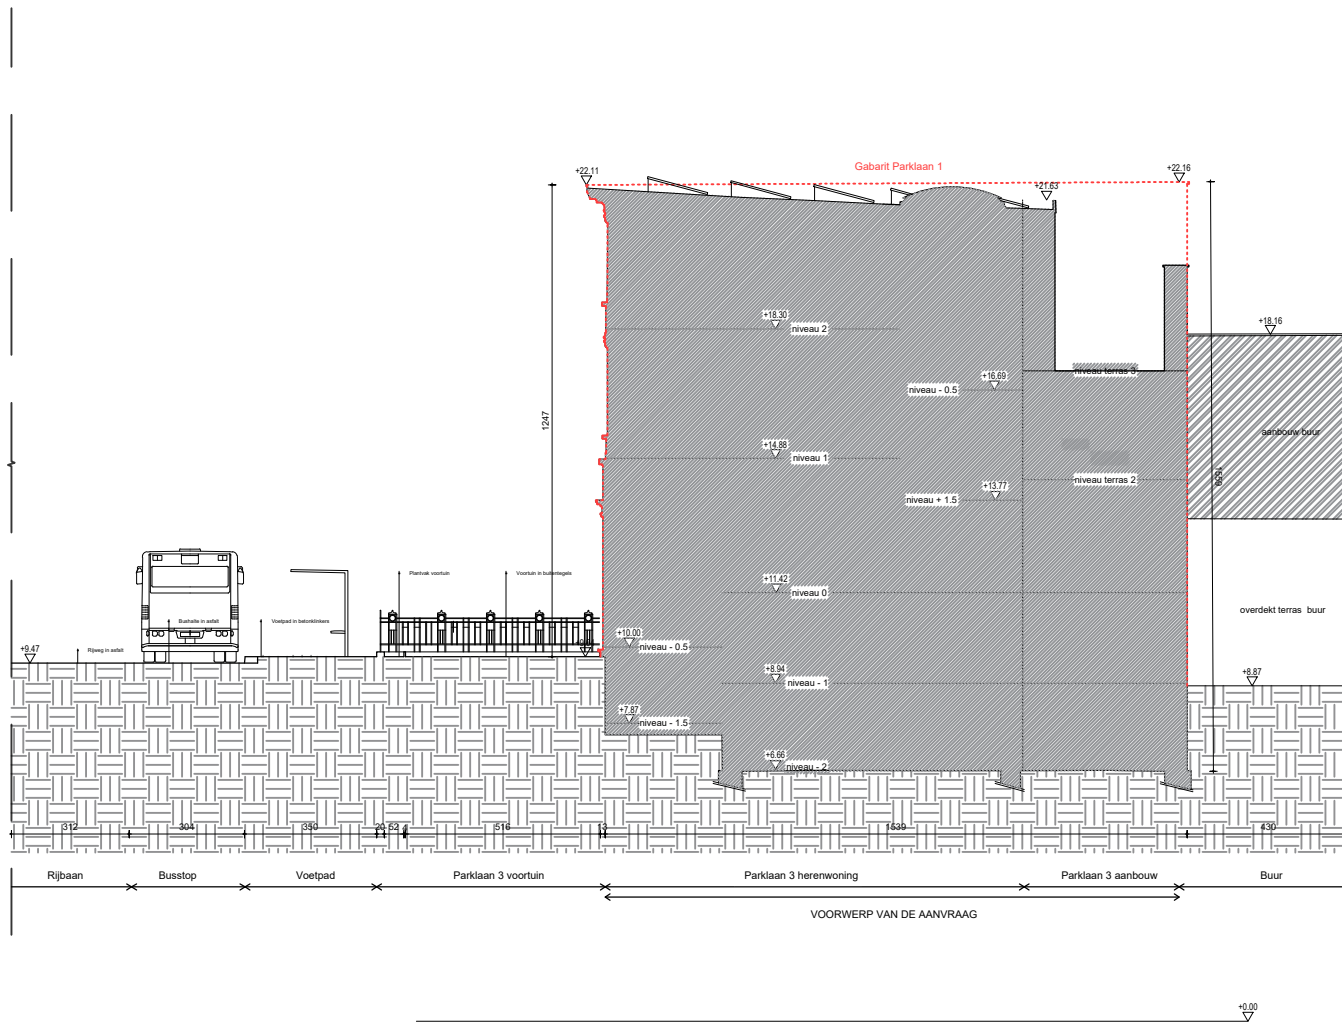 Gabarit Parklaan 1
+22.11
+22.16
+21.63
+18.30
niveau 2
+18.16
niveau terras 3
+16.69
niveau - 0.5
1247
aanbouw buur
+14.88
niveau 1
1559
niveau terras 2
+13.77
niveau + 1.5
Plantvak voortuin
Voortuin in buitentegels
+11.42
niveau 0
overdekt terras buur
Bushalte in asfalt
Voetpad in betonklinkers
+10.00
niveau - 0.5
+9.47
Rijweg in asfalt
+8.94
niveau - 1
+8.87
+7.87
niveau - 1.5
+6.66
niveau - 2
312
304
350
20
52
516
13
1539
430
Rijbaan
Busstop
Voetpad
Parklaan 3 voortuin
Parklaan 3 herenwoning
Parklaan 3 aanbouw
Buur
VOORWERP VAN DE AANVRAAG
+0.00